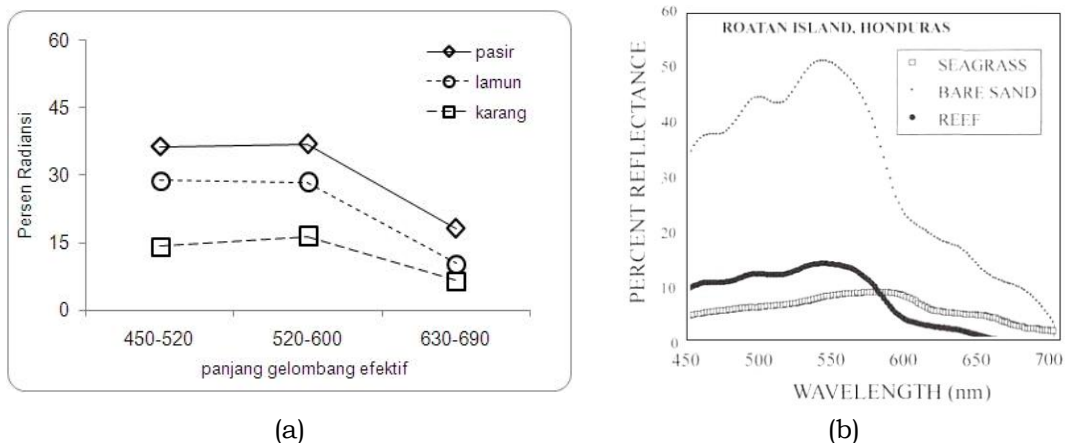 60
45
30
15
0
Persen Radiansi
pasir
lamun
karang
450-520
520-600
630-690
panjang gelombang efektif
(a)
60
50
40
30
20
10
0
PERCENT REFLECTANCE
ROATAN ISLAND, HONDURAS
SEAGRASS
BARE SAND
REEF
450
500
550
600
650
700
WAVELENGTH (nm)
(b)